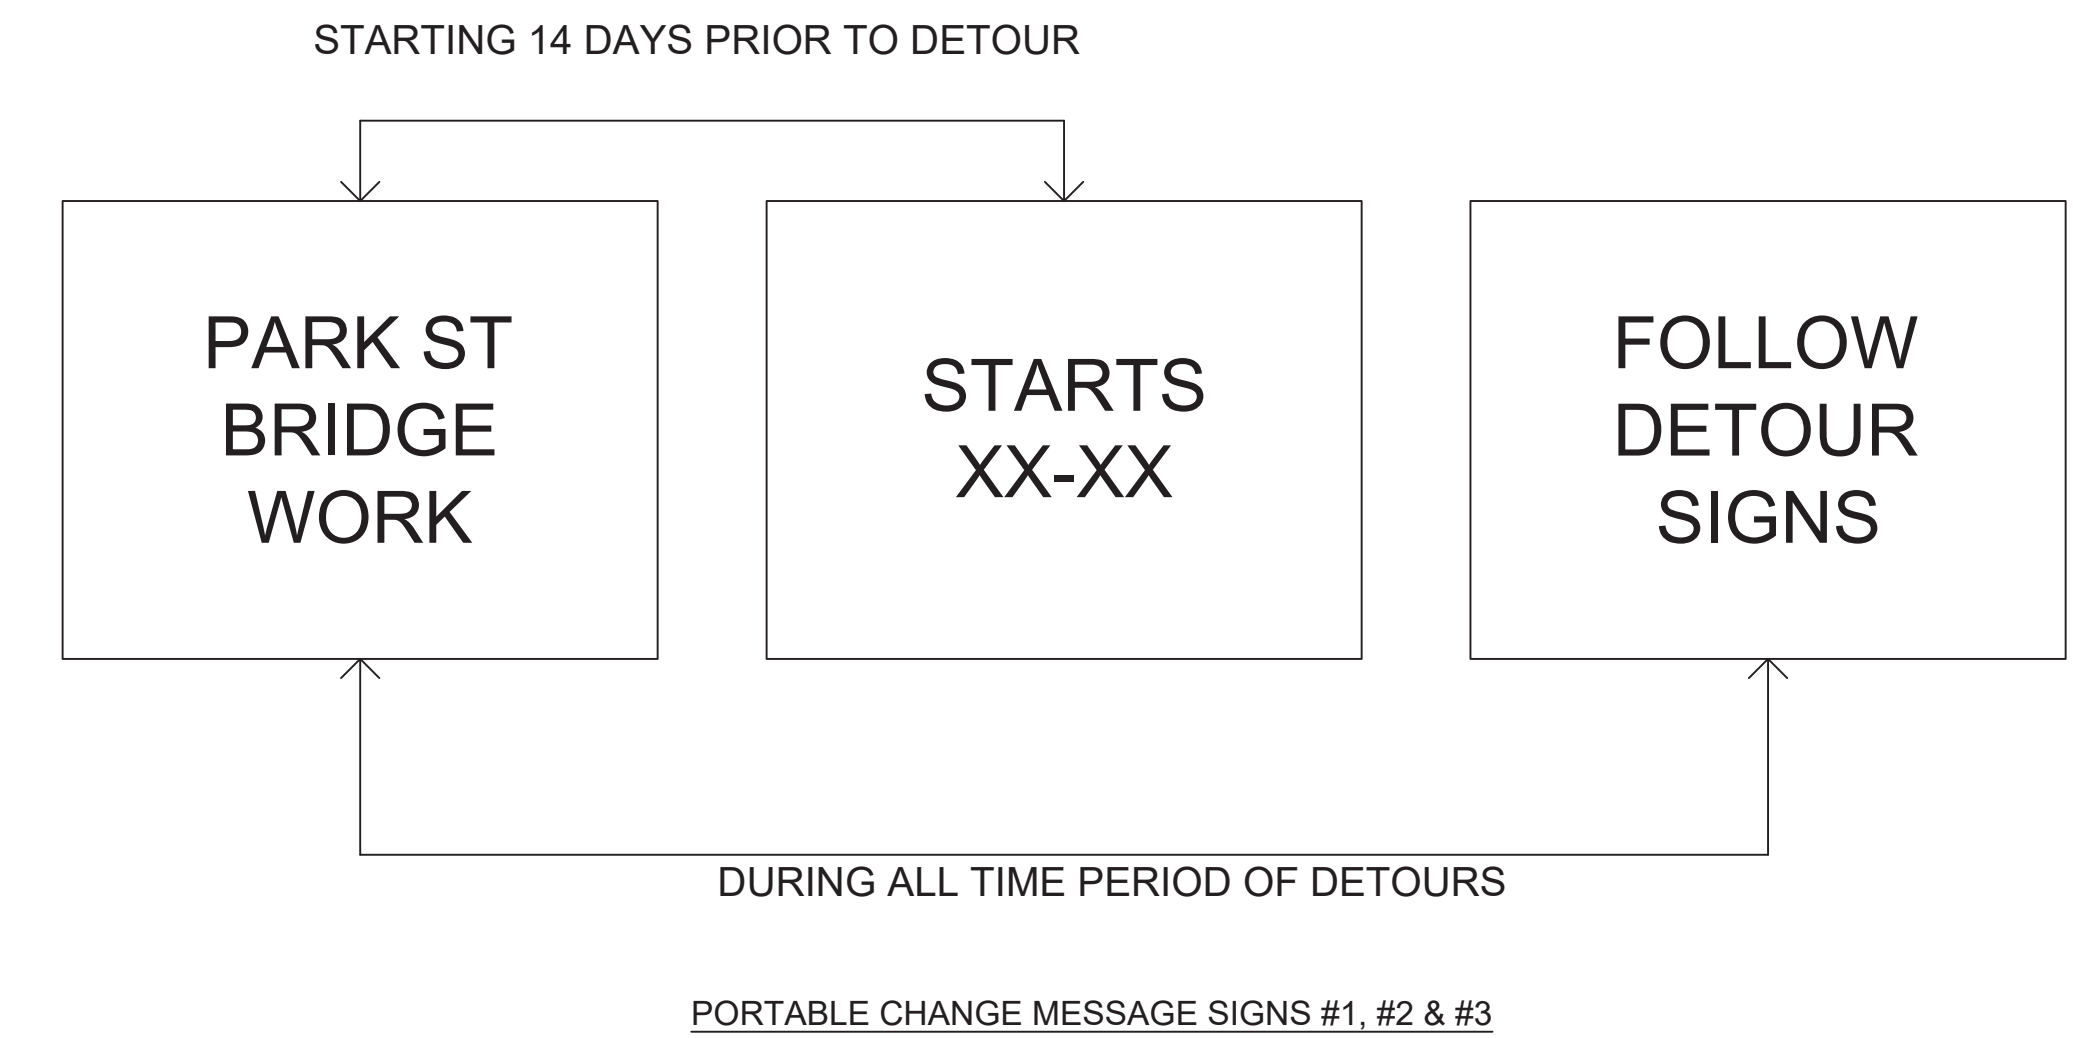 STARTING 14 DAYS PRIOR TO DETOUR
PARK ST
BRIDGE
WORK
STARTS
XX-XX
FOLLOW
DETOUR
SIGNS
DURING ALL TIME PERIOD OF DETOURS
PORTABLE CHANGE MESSAGE SIGNS #1, #2 & #3